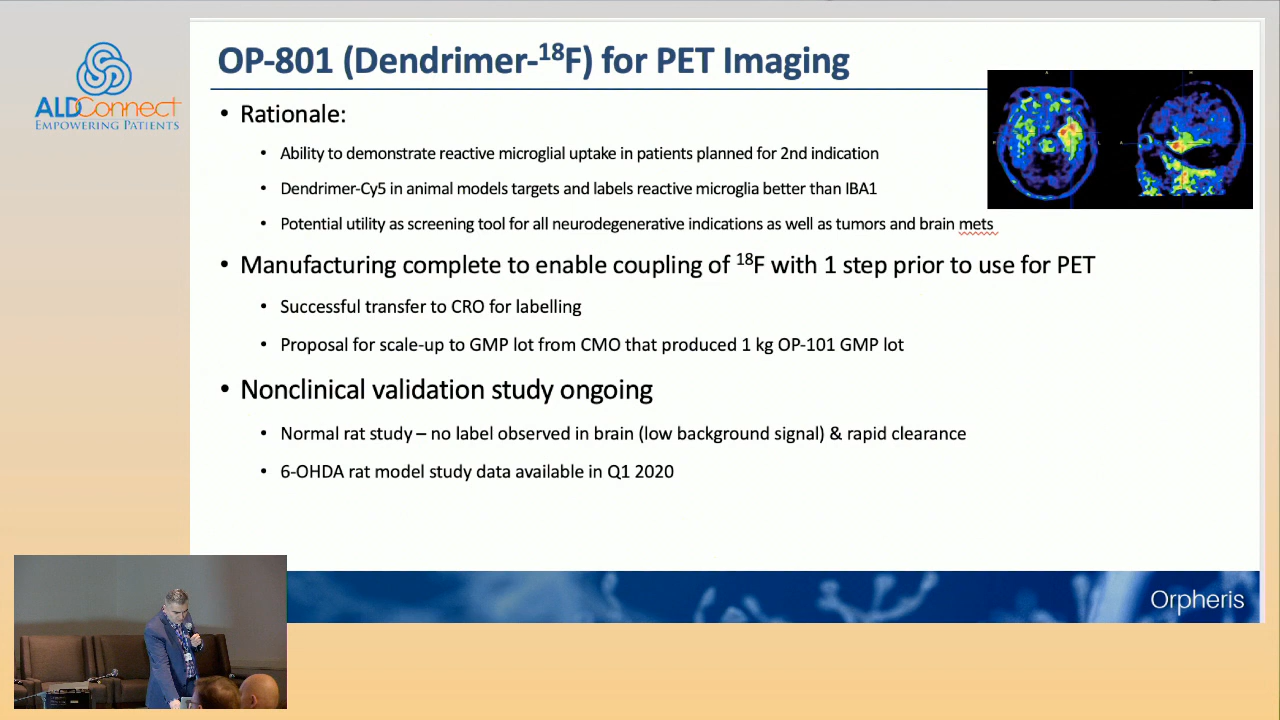 ALDConnect
EMPOWERING PATIENTS
OP-801 (Dendrimer-¹⁸F) for PET Imaging
• Rationale:
• Ability to demonstrate reactive microglial uptake in patients planned for 2nd indication
• Dendrimer-Cy5 in animal models targets and labels reactive microglia better than IBA1
• Potential utility as screening tool for all neurodegenerative indications as well as tumors and brain mets
• Manufacturing complete to enable coupling of ¹⁸F with 1 step prior to use for PET
• Successful transfer to CRO for labelling
• Proposal for scale-up to GMP lot from CMO that produced 1 kg OP-101 GMP lot
• Nonclinical validation study ongoing
• Normal rat study – no label observed in brain (low background signal) & rapid clearance
• 6-OHDA rat model study data available in Q1 2020
Orpheris